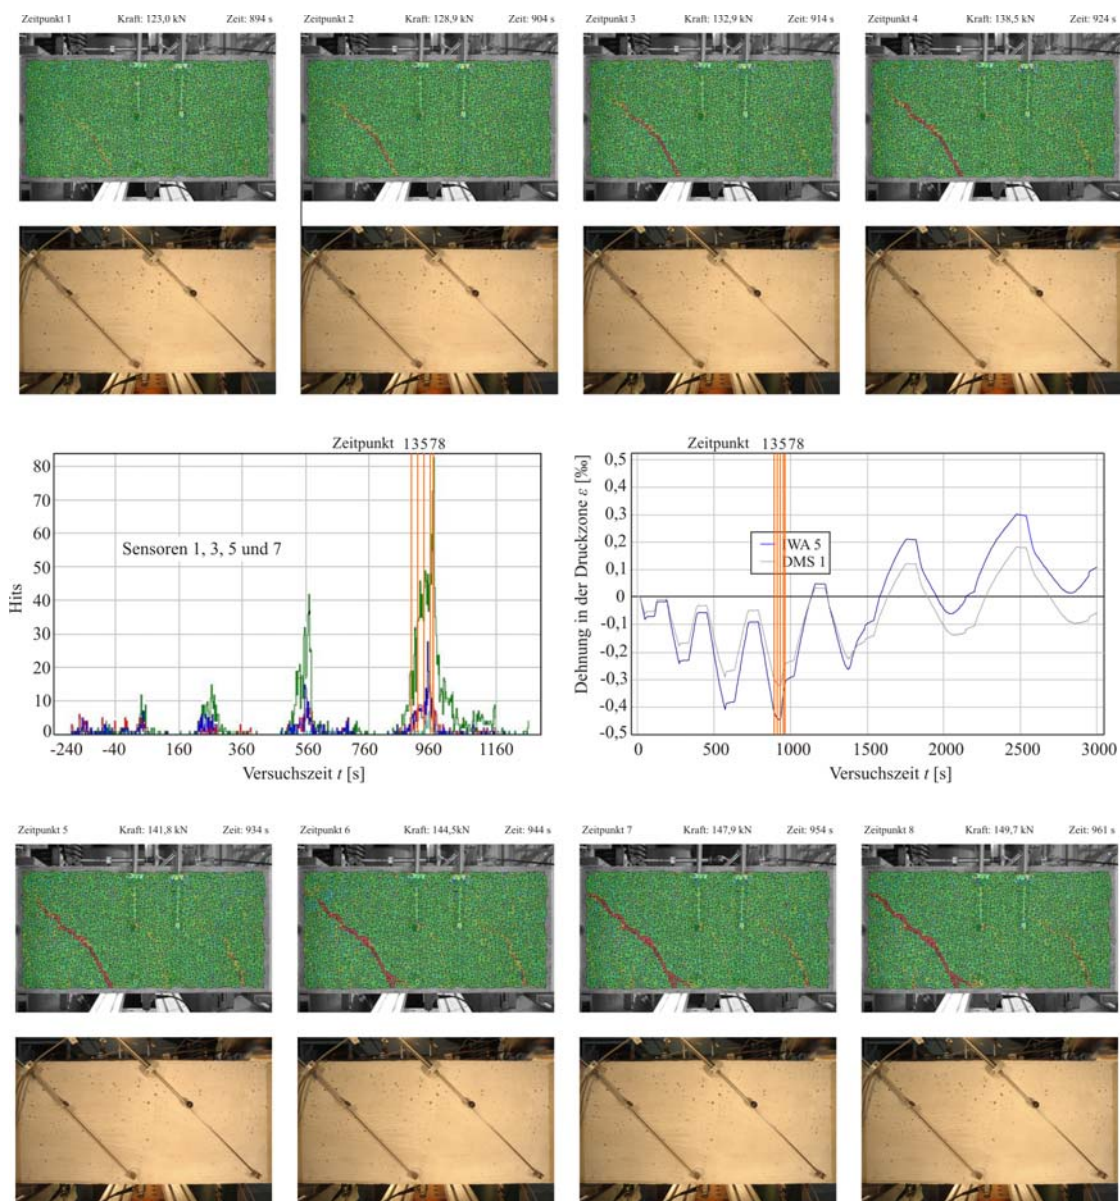 Zeitpunkt 1 Kraft: 123,0 kN Zeit: 894 s
Zeitpunkt 2 Kraft: 128,9 kN Zeit: 904 s
Zeitpunkt 3 Kraft: 132,9 kN Zeit: 914 s
Zeitpunkt 4 Kraft: 138,5 kN Zeit: 924 s
Zeitpunkt 13578
80
70
60
50
40
30
20
10
0
Hits
Sensoren 1, 3, 5 und 7
-240 -40 160 360 560 760 960 1160
Versuchszeit t [s]
Zeitpunkt 13578
0,5
0,4
0,3
0,2
0,1
0
-0,1
-0,2
-0,3
-0,4
-0,5
Dehnung in der Druckzone ε [‰]
IWA 5
DMS 1
0 500 1000 1500 2000 2500 3000
Versuchszeit t [s]
Zeitpunkt 5 Kraft: 141,8 kN Zeit: 934 s
Zeitpunkt 6 Kraft: 144,5kN Zeit: 944 s
Zeitpunkt 7 Kraft: 147,9 kN Zeit: 954 s
Zeitpunkt 8 Kraft: 149,7 kN Zeit: 961 s